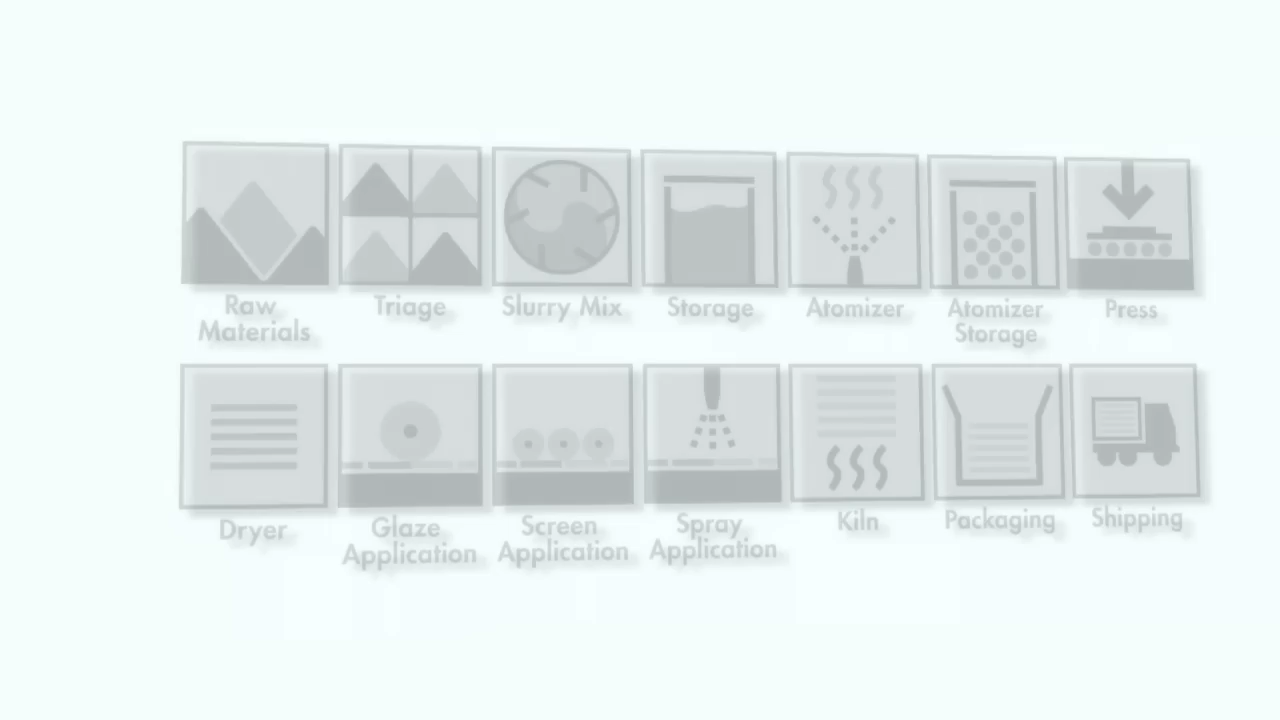 Raw
Materials
Triage
Slurry Mix
Storage
Atomizer
Atomizer
Storage
Press
Dryer
Glaze
Application
Screen
Application
Spray
Application
Kiln
Packaging
Shipping